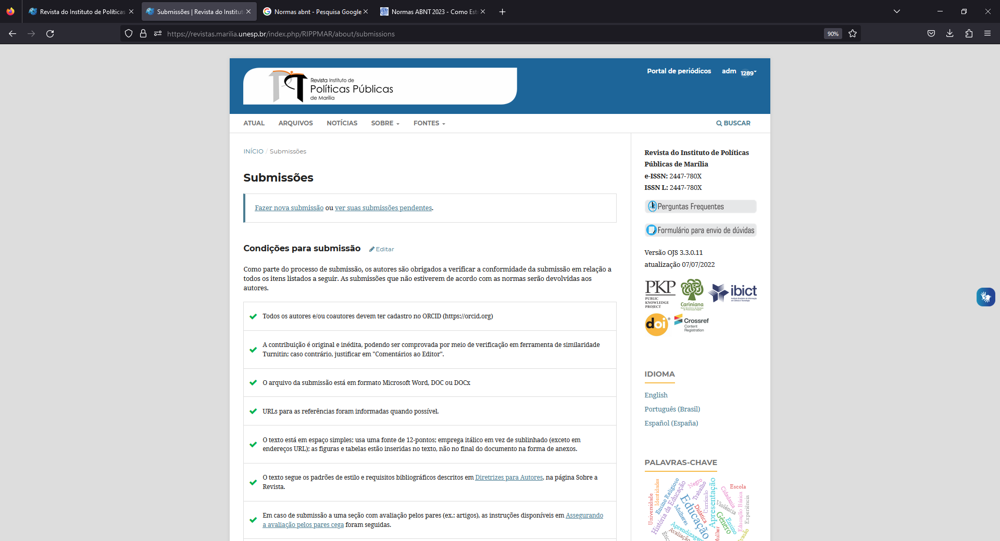 Revista do Instituto de Políticas
Submissões | Revista do Institut
Normas abnt - Pesquisa Google
Normas ABNT 2023 - Como Est
https://revistas.marilia.unesp.br/index.php/RIPPMAR/about/submissions
90%
Revista Instituto de
Políticas Públicas
de Marília
Portal de periódicos
adm 1289
ATUAL
ARQUIVOS
NOTÍCIAS
SOBRE
FONTES
BUSCAR
INÍCIO / Submissões
Submissões
Fazer nova submissão ou ver suas submissões pendentes.
Condições para submissão
Editar
Como parte do processo de submissão, os autores são obrigados a verificar a conformidade da submissão em relação a
todos os itens listados a seguir. As submissões que não estiverem de acordo com as normas serão devolvidas aos
autores.
Todos os autores e/ou coautores devem ter cadastro no ORCID (https://orcid.org)
A contribuição é original e inédita, podendo ser comprovada por meio de verificação em ferramenta de similaridade
Turnitin; caso contrário, justificar em "Comentários ao Editor".
O arquivo da submissão está em formato Microsoft Word, DOC ou DOCx
URLs para as referências foram informadas quando possível.
O texto está em espaço simples; usa uma fonte de 12-pontos; emprega itálico em vez de sublinhado (exceto em
endereços URL); as figuras e tabelas estão inseridas no texto, não no final do documento na forma de anexos.
O texto segue os padrões de estilo e requisitos bibliográficos descritos em Diretrizes para Autores, na página Sobre a
Revista.
Em caso de submissão a uma seção com avaliação pelos pares (ex.: artigos), as instruções disponíveis em Assegurando
a avaliação pelos pares cega foram seguidas.
Revista do Instituto de Políticas
Públicas de Marília
e-ISSN: 2447-780X
ISSN L: 2447-780X
Perguntas Frequentes
Formulário para envio de dúvidas
Versão OJS 3.3.0.11
atualização 07/07/2022
PKP
PUBLIC
KNOWLEDGE
PROJECT
Cariniana
ibict
doi
Crossref
Content
Registration
IDIOMA
English
Português (Brasil)
Español (España)
PALAVRAS-CHAVE
Universidade
Identidades
Ensino Religioso
História da Educação
Negro
Trabalho
Currículo
Apresentação
Cidadania
Escola
Violência
Educação Básica
Experiência
Educação
Didática
Mulheres
Gênero
Ensino
Aprendizagem
Avaliação
Mulher